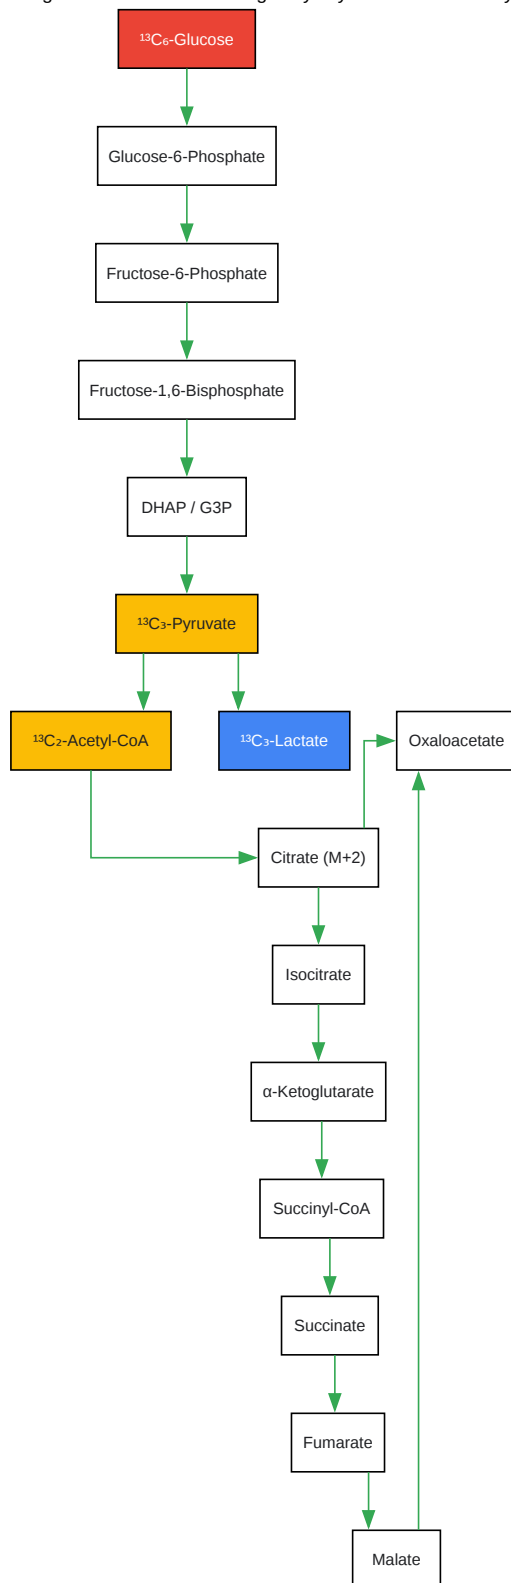 ¹³C₆-Glucose
Glucose-6-Phosphate
Fructose-6-Phosphate
Fructose-1,6-Bisphosphate
DHAP / G3P
¹³C₃-Pyruvate
¹³C₂-Acetyl-CoA
¹³C₃-Lactate
Oxaloacetate
Citrate (M+2)
Isocitrate
α-Ketoglutarate
Succinyl-CoA
Succinate
Fumarate
Malate